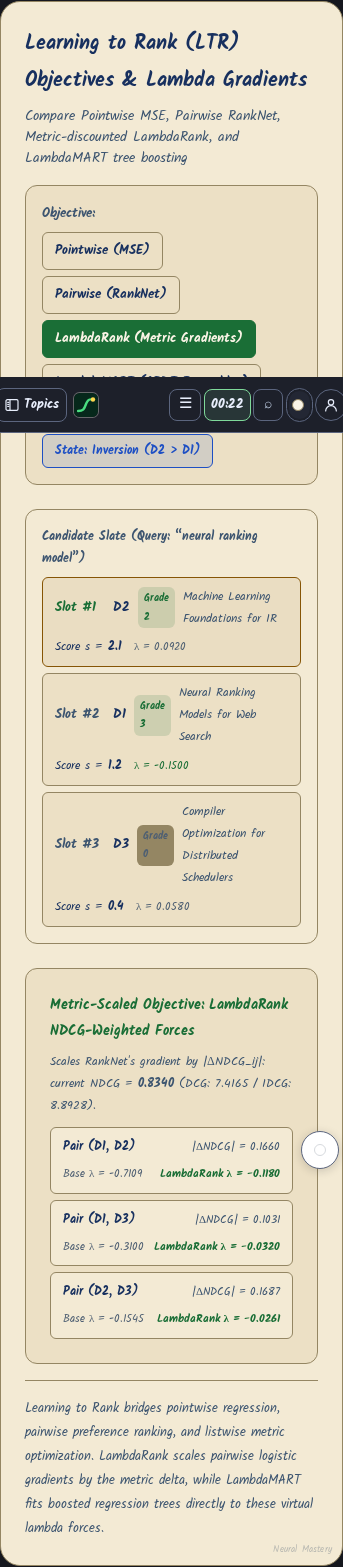 Learning to Rank (LTR)
Objectives & Lambda Gradients
Compare Pointwise MSE, Pairwise RankNet,
Metric-discounted LambdaRank, and
LambdaMART tree boosting
Objective:
Pointwise (MSE)
Pairwise (RankNet)
LambdaRank (Metric Gradients)
Topics
☰
00:22
State: Inversion (D2 > D1)
Candidate Slate (Query: “neural ranking
model”)
Slot #1 D2 Grade 2 Machine Learning
Foundations for IR
Score s = 2.1 λ = 0.0920
Slot #2 D1 Grade 3 Neural Ranking
Models for Web
Search
Score s = 1.2 λ = -0.1500
Slot #3 D3 Grade 0 Compiler
Optimization for
Distributed
Schedulers
Score s = 0.4 λ = 0.0580
Metric-Scaled Objective: LambdaRank
NDCG-Weighted Forces
Scales RankNet's gradient by |ΔNDCG_ij|:
current NDCG = 0.8340 (DCG: 7.4165 / IDCG:
8.8928).
Pair (D1, D2) |ΔNDCG| = 0.1660
Base λ = -0.7109 LambdaRank λ = -0.1180
Pair (D1, D3) |ΔNDCG| = 0.1031
Base λ = -0.3100 LambdaRank λ = -0.0320
Pair (D2, D3) |ΔNDCG| = 0.1687
Base λ = -0.1545 LambdaRank λ = -0.0261
Learning to Rank bridges pointwise regression,
pairwise preference ranking, and listwise metric
optimization. LambdaRank scales pairwise logistic
gradients by the metric delta, while LambdaMART
fits boosted regression trees directly to these virtual
lambda forces.
Neural Mastery